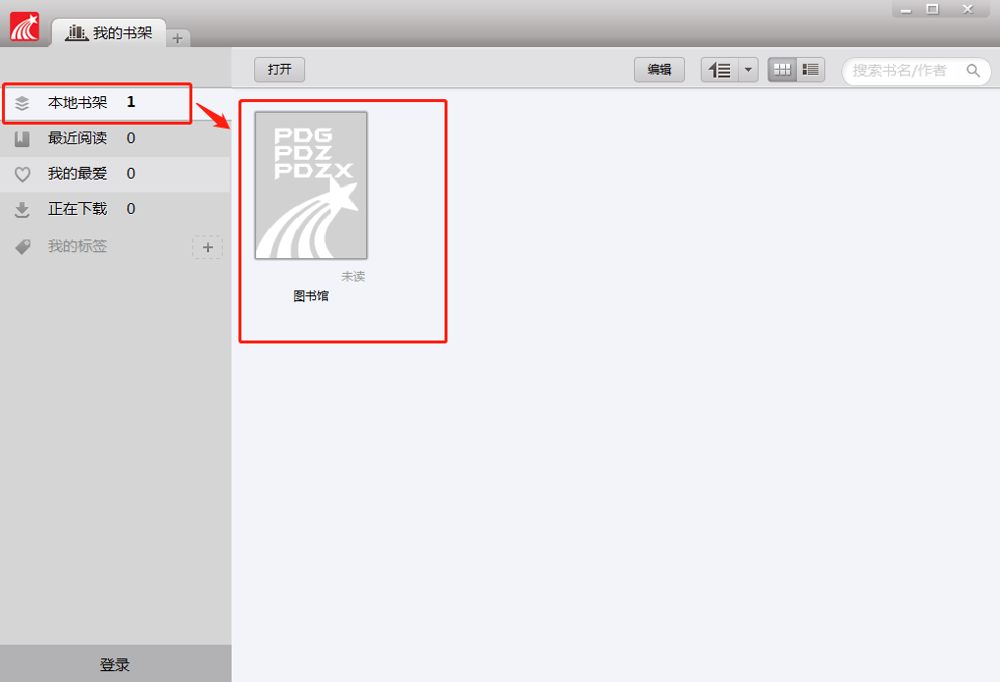 我的书架
打开
编辑
搜索书名/作者
本地书架 1
最近阅读 0
我的最爱 0
正在下载 0
我的标签
PDG
PDZ
PDZX
未读
图书馆
登录